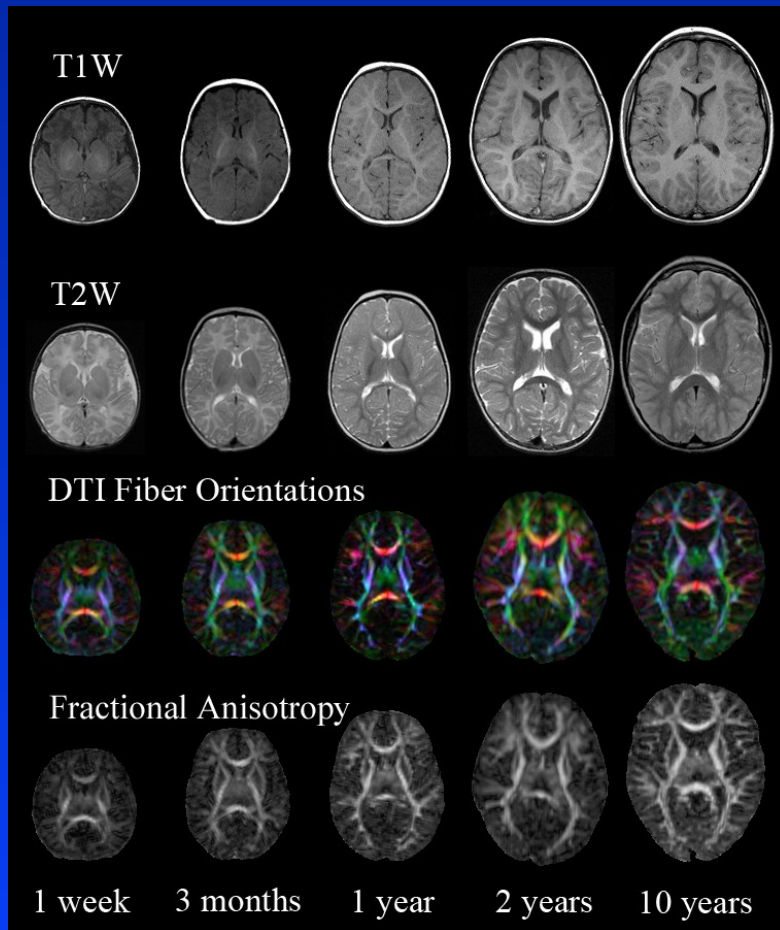 T1W
T2W
DTI Fiber Orientations
Fractional Anisotropy
1 week 3 months 1 year 2 years 10 years